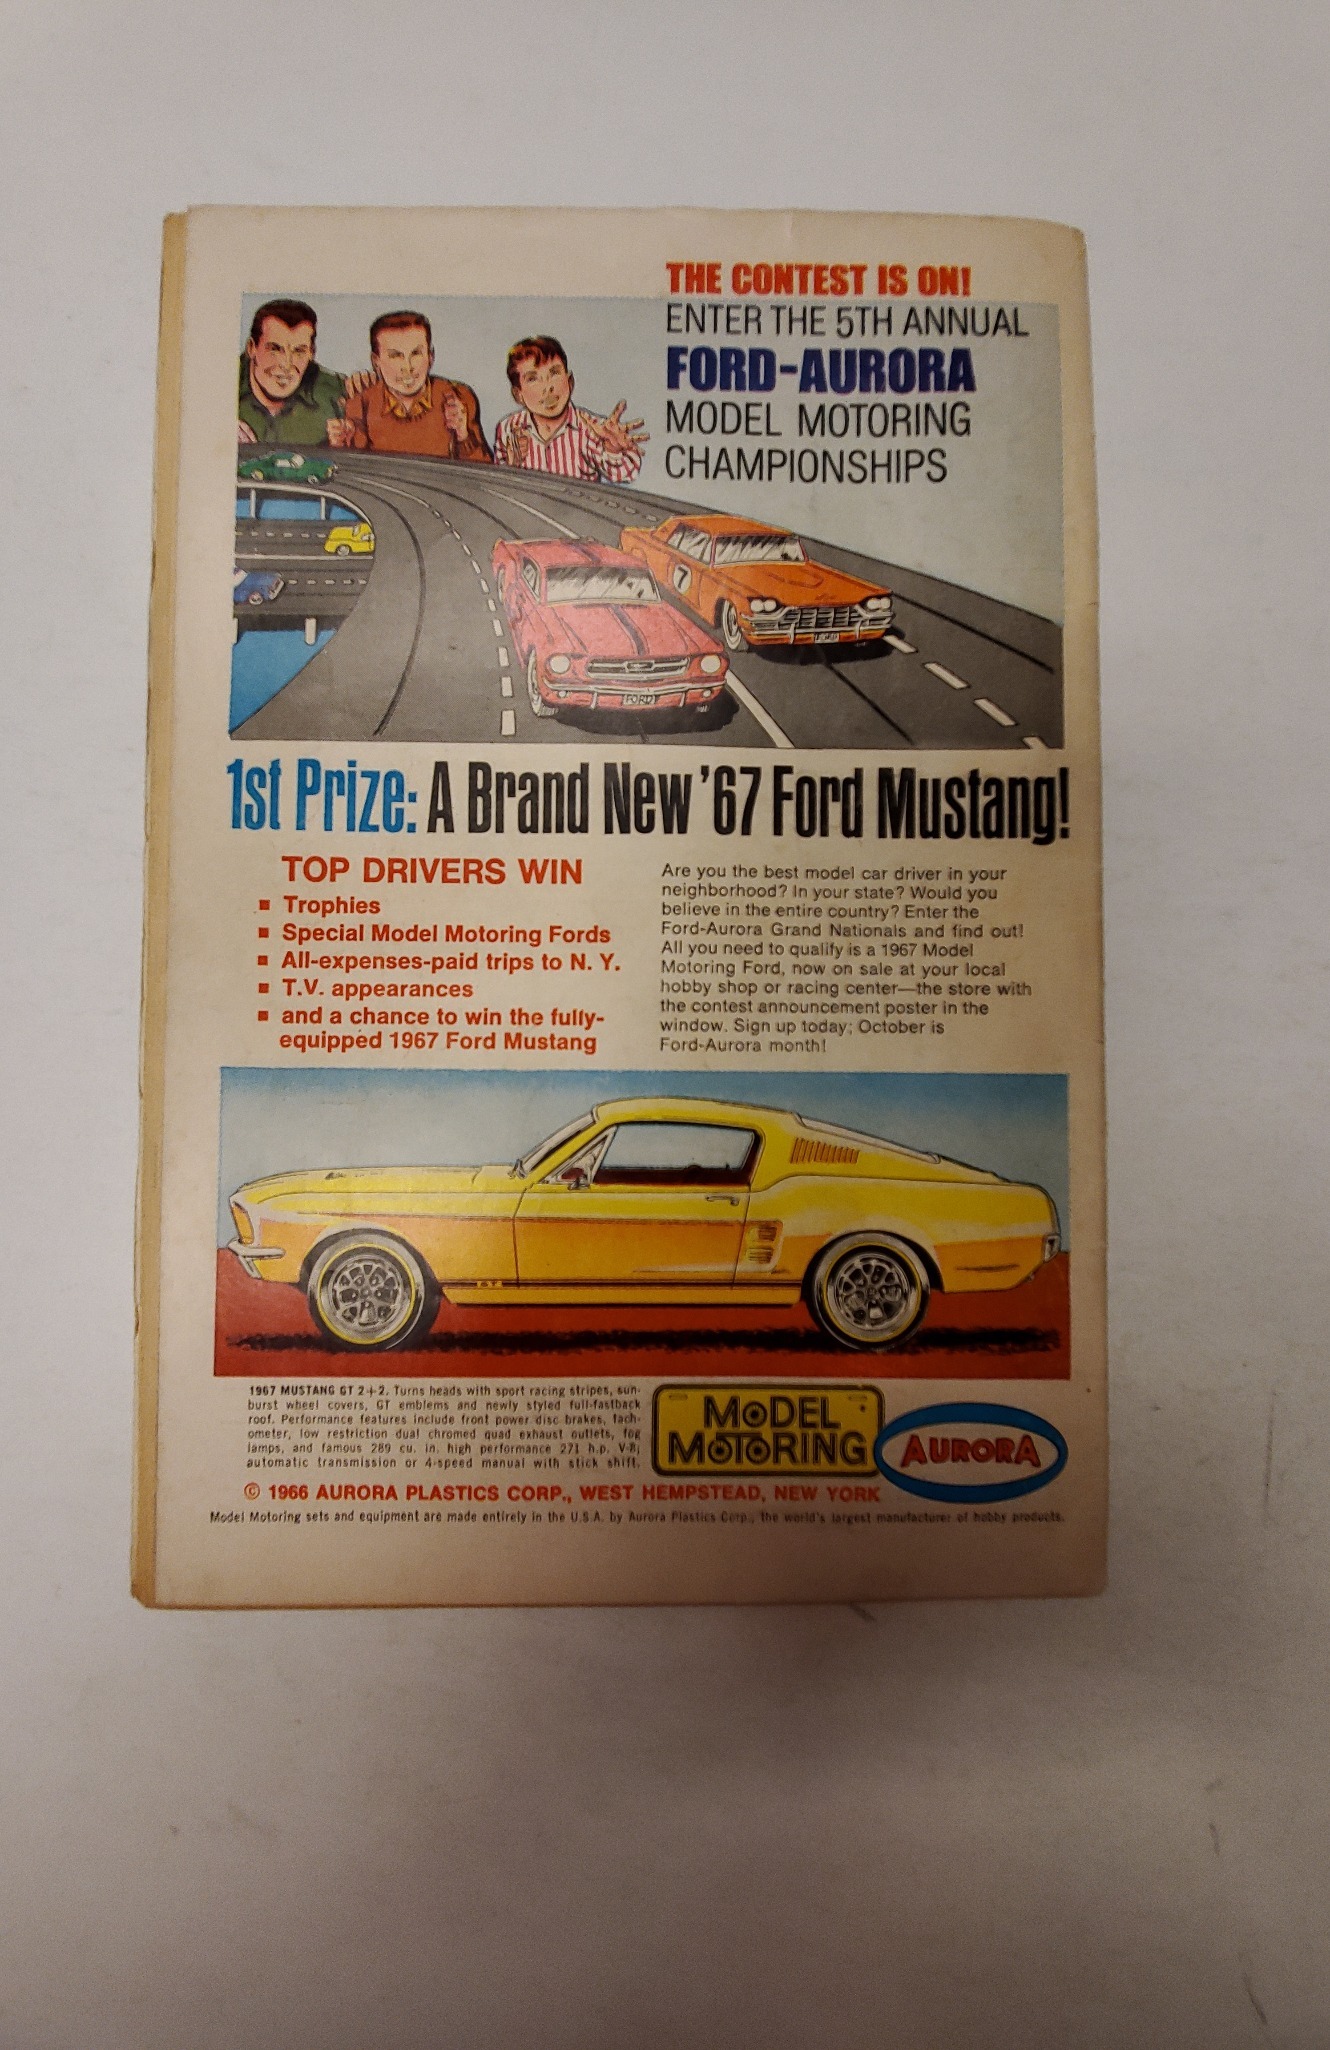 THE CONTEST IS ON!
ENTER THE 5TH ANNUAL
FORD-AURORA
MODEL MOTORING
CHAMPIONSHIPS
7
FORD
FORD
1st Prize: A Brand New '67 Ford Mustang!
TOP DRIVERS WIN
▪ Trophies
▪ Special Model Motoring Fords
▪ All-expenses-paid trips to N. Y.
▪ T.V. appearances
▪ and a chance to win the fully-
equipped 1967 Ford Mustang
Are you the best model car driver in your
neighborhood? In your state? Would you
believe in the entire country? Enter the
Ford-Aurora Grand Nationals and find out!
All you need to qualify is a 1967 Model
Motoring Ford, now on sale at your local
hobby shop or racing center—the store with
the contest announcement poster in the
window. Sign up today; October is
Ford-Aurora month!
1967 MUSTANG GT 2+2. Turns heads with sport racing stripes, sun-
burst wheel covers, GT emblems and newly styled full-fastback
roof. Performance features include front power disc brakes, tach-
ometer, low restriction dual chromed quad exhaust outlets, fog
lamps, and famous 289 cu. in. high performance 271 h.p. V-8;
automatic transmission or 4-speed manual with stick shift.
MODEL
MOTORING
AURORA
© 1966 AURORA PLASTICS CORP., WEST HEMPSTEAD, NEW YORK
Model Motoring sets and equipment are made entirely in the U.S.A. by Aurora Plastics Corp., the world's largest manufacturer of hobby products.